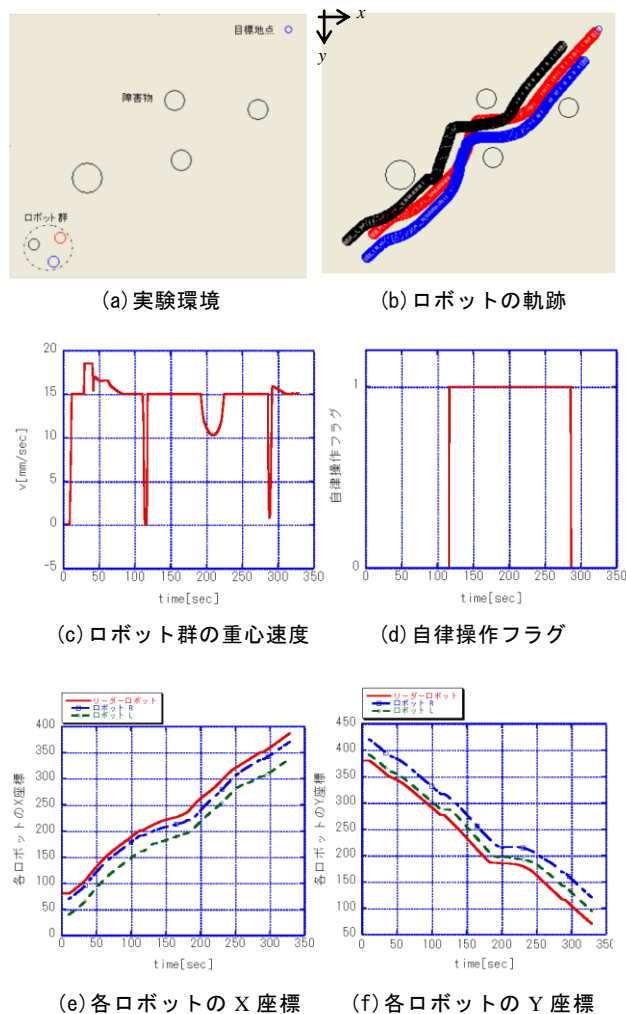 目標地点
障害物
ロボット群
x
y
(a)実験環境
(b)ロボットの軌跡
20
15
10
5
0
-5
v[mm/sec]
0 50 100 150 200 250 300 350
time[sec]
1
0
自律操作フラグ
0 50 100 150 200 250 300 350
time[sec]
(c)ロボット群の重心速度
(d)自律操作フラグ
リーダーロボット
ロボット R
ロボット L
400
350
300
250
200
150
100
50
0
各ロボットのX座標
0 50 100 150 200 250 300 350
time[sec]
リーダーロボット
ロボット R
ロボット L
450
400
350
300
250
200
150
100
50
各ロボットのY座標
0 50 100 150 200 250 300 350
time[sec]
(e)各ロボットの X 座標
(f)各ロボットの Y 座標